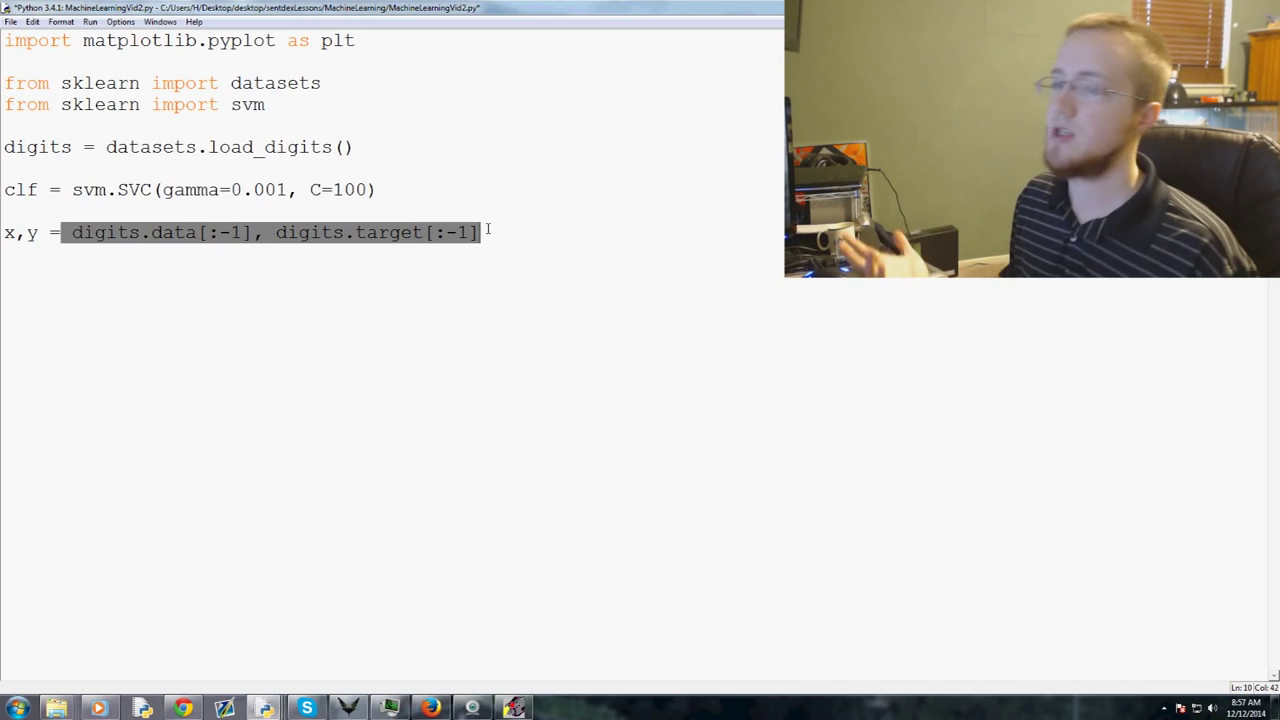 *Python 3.4.1: MachineLearningVid2.py - C:/Users/H/Desktop/desktop/sentdexLessons/MachineLearning/MachineLearningVid2.py*
File Edit Format Run Options Windows Help
import matplotlib.pyplot as plt
from sklearn import datasets
from sklearn import svm
digits = datasets.load_digits()
clf = svm.SVC(gamma=0.001, C=100)
x,y = digits.data[:-1], digits.target[:-1]
Ln: 10 Col: 42
8:57 AM
12/12/2014